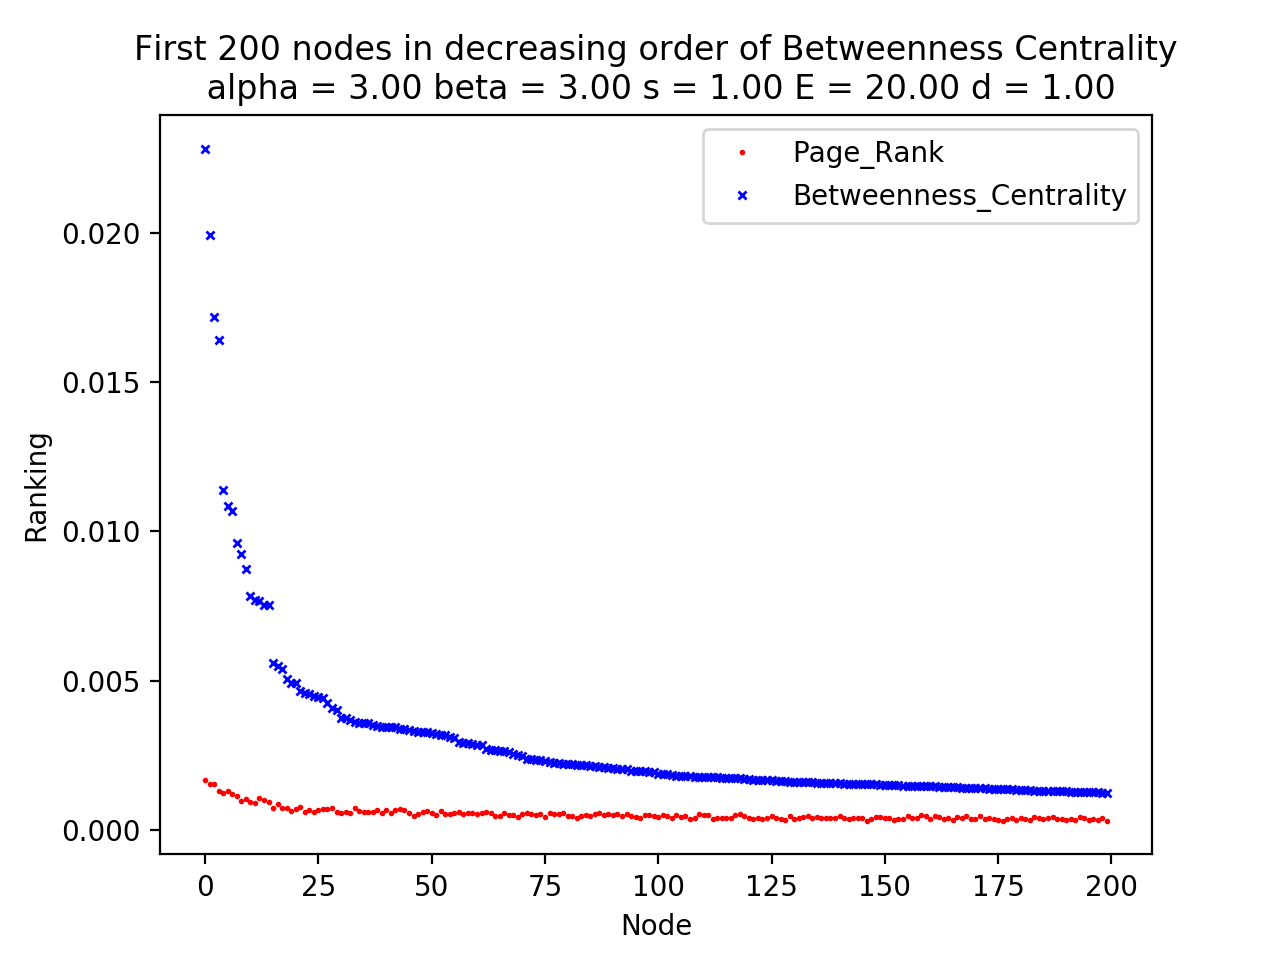 First 200 nodes in decreasing order of Betweenness Centrality
alpha = 3.00 beta = 3.00 s = 1.00 E = 20.00 d = 1.00
Page_Rank
Betweenness_Centrality
0.020
0.015
0.010
0.005
0.000
Ranking
0 25 50 75 100 125 150 175 200
Node